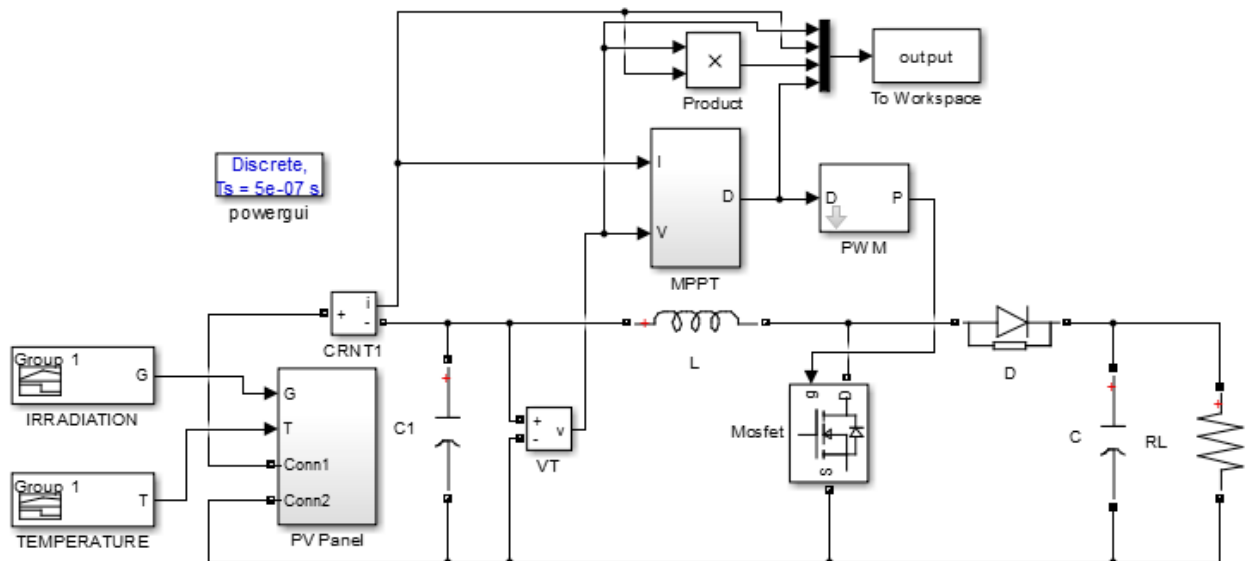 output
To Workspace
×
Product
Discrete,
Ts = 5e-07 s
powergui
I
V
D
MPPT
D
P
PWM
+
i
-
CRNT1
L
D
Group 1
G
IRRADIATION
Group 1
T
TEMPERATURE
G
T
Conn1
Conn2
PV Panel
+
C1
+
-
v
VT
Mosfet
g
D
S
+
C
+
RL
+